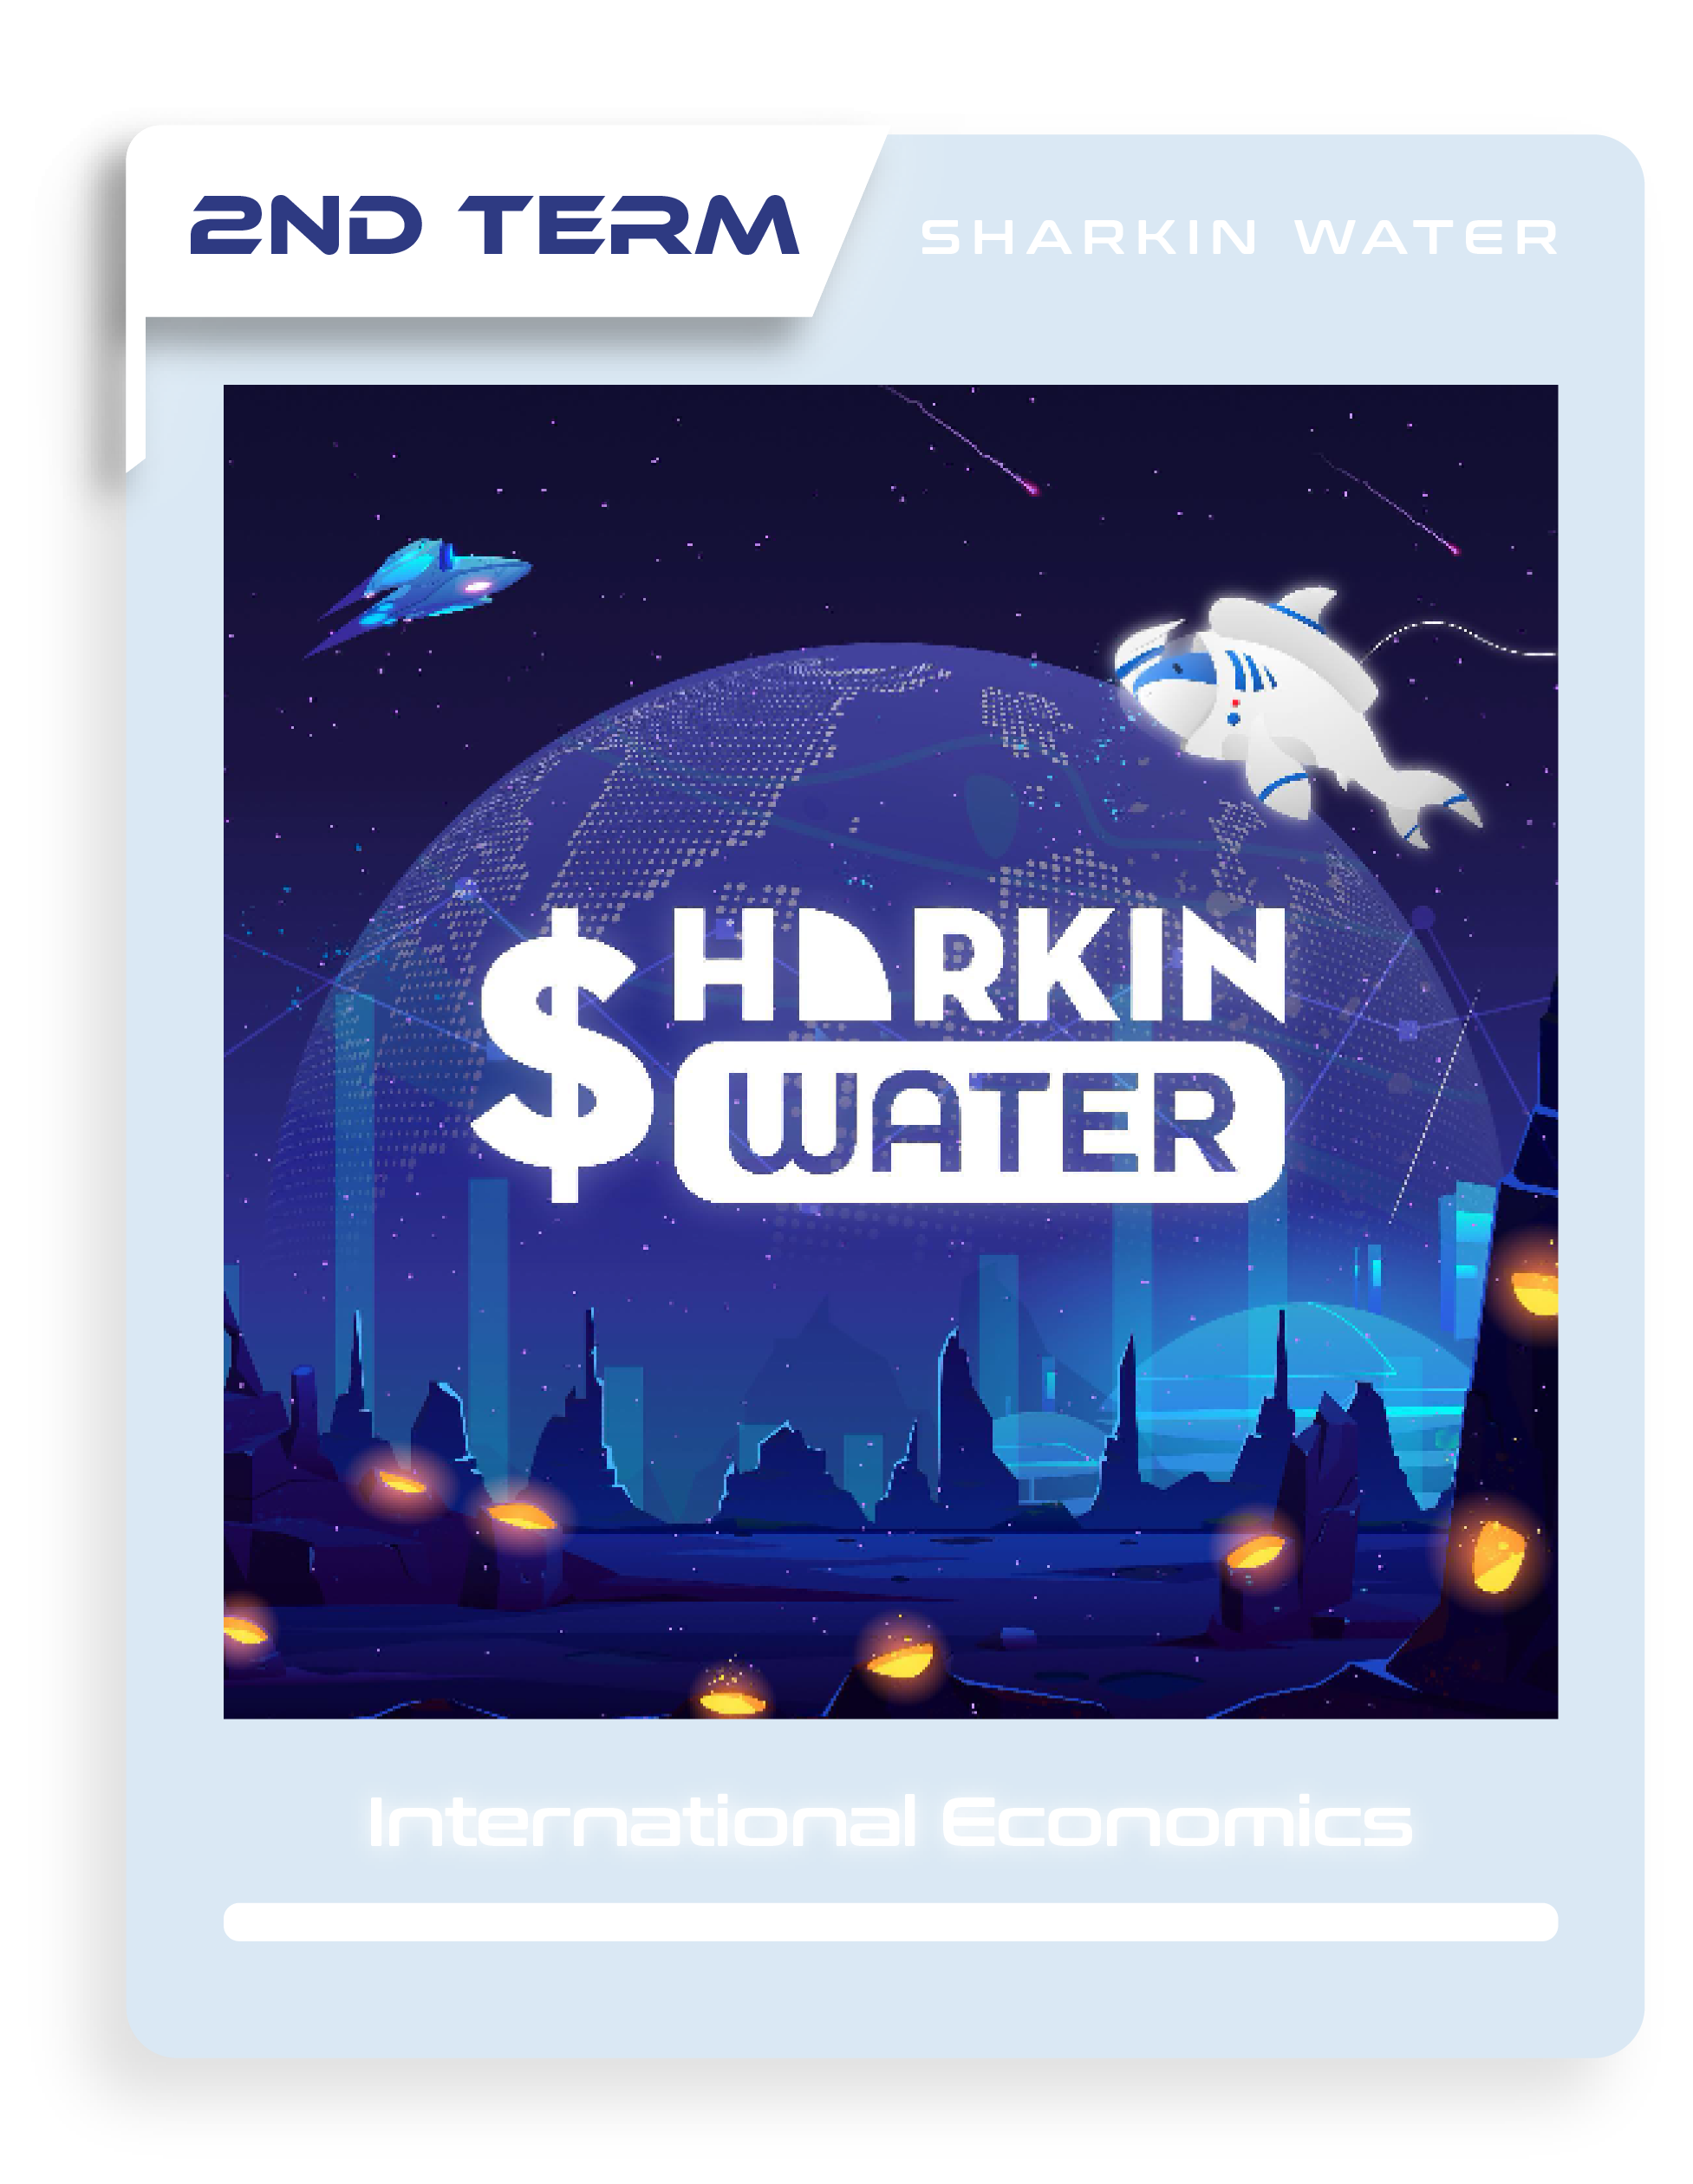 2ND TERM
SHARKIN WATER
$HARKIN
WATER
International Economics